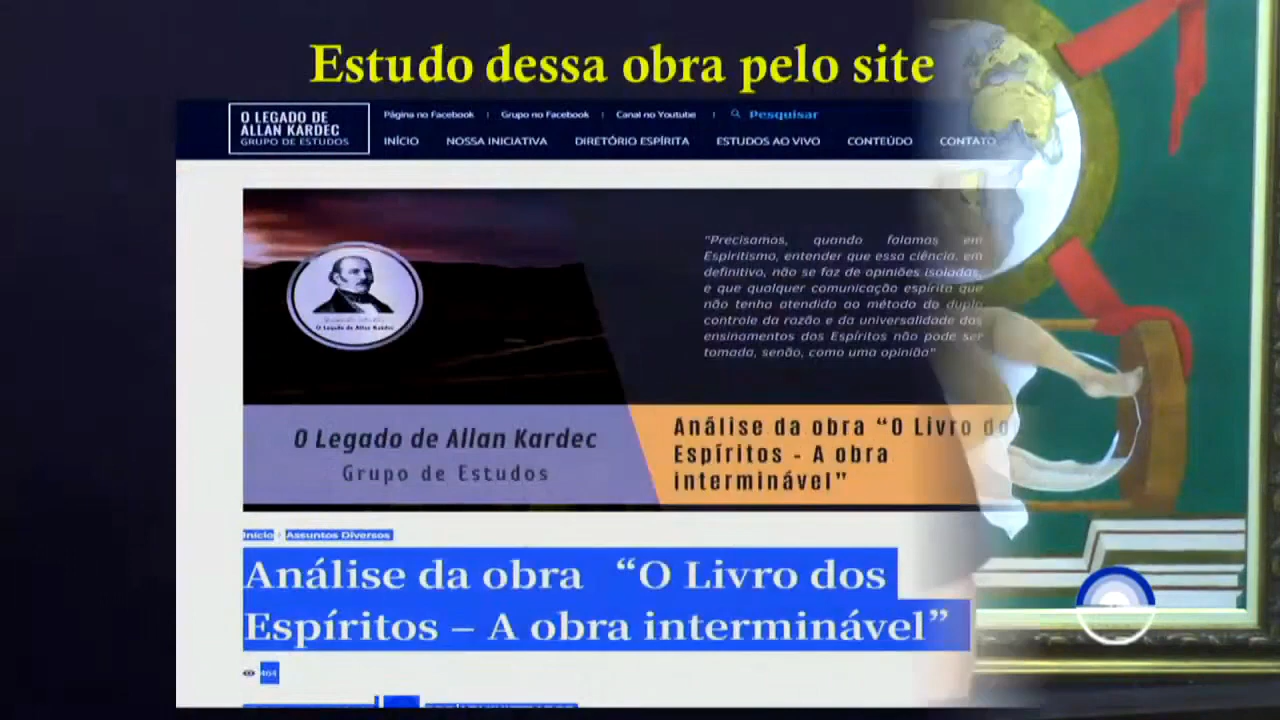 Estudo dessa obra pelo site
O LEGADO DE
ALLAN KARDEC
GRUPO DE ESTUDOS
Página no Facebook | Grupo no Facebook | Canal no Youtube | Pesquisar
INÍCIO NOSSA INICIATIVA DIRETÓRIO ESPÍRITA ESTUDOS AO VIVO CONTEÚDO CONTATO
"Precisamos, quando falamos em
Espiritismo, entender que essa ciência, em
definitivo, não se faz de opiniões isoladas,
e que qualquer comunicação espírita que
não tenha atendido ao método do duplo
controle da razão e da universalidade dos
ensinamentos dos Espíritos não pode ser
tomada, senão, como uma opinião"
O Legado de Allan Kardec
O Legado de Allan Kardec
Grupo de Estudos
Análise da obra “O Livro do
Espíritos - A obra
interminável”
Início Assuntos Diversos
Análise da obra “O Livro dos
Espíritos – A obra interminável”
464